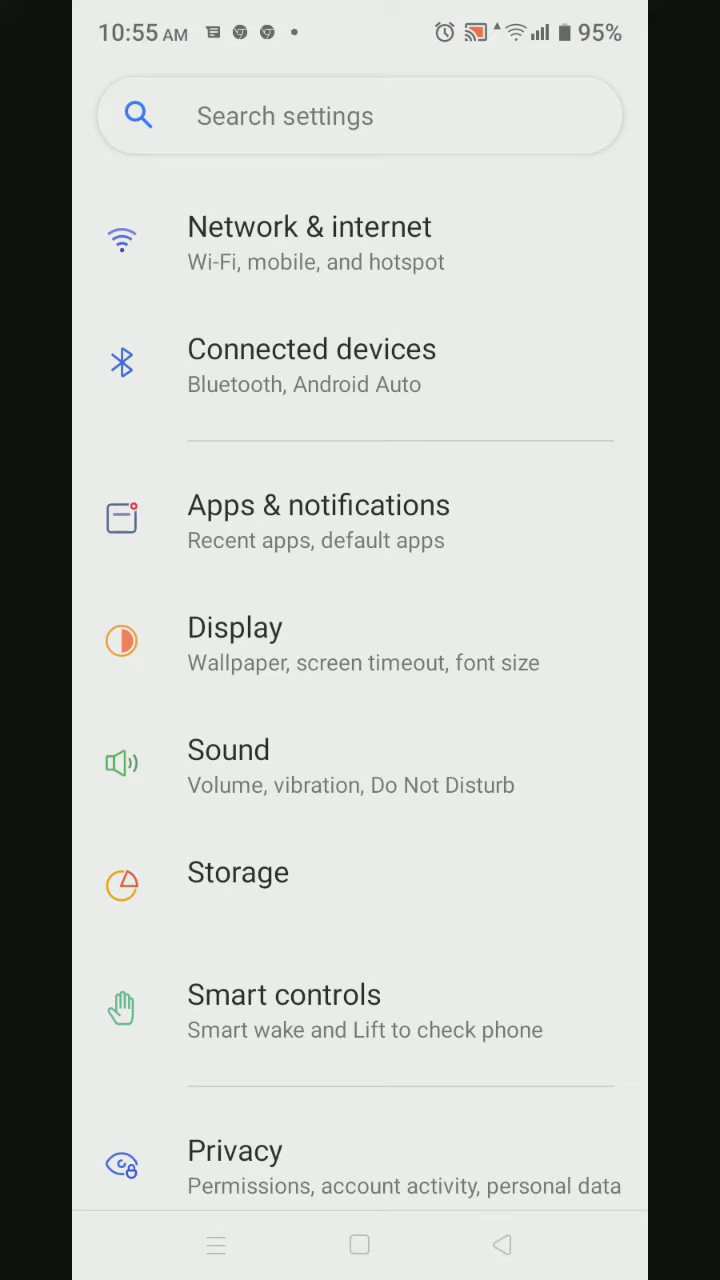 10:55 AM
95%
Search settings
Network & internet
Wi-Fi, mobile, and hotspot
Connected devices
Bluetooth, Android Auto
Apps & notifications
Recent apps, default apps
Display
Wallpaper, screen timeout, font size
Sound
Volume, vibration, Do Not Disturb
Storage
Smart controls
Smart wake and Lift to check phone
Privacy
Permissions, account activity, personal data